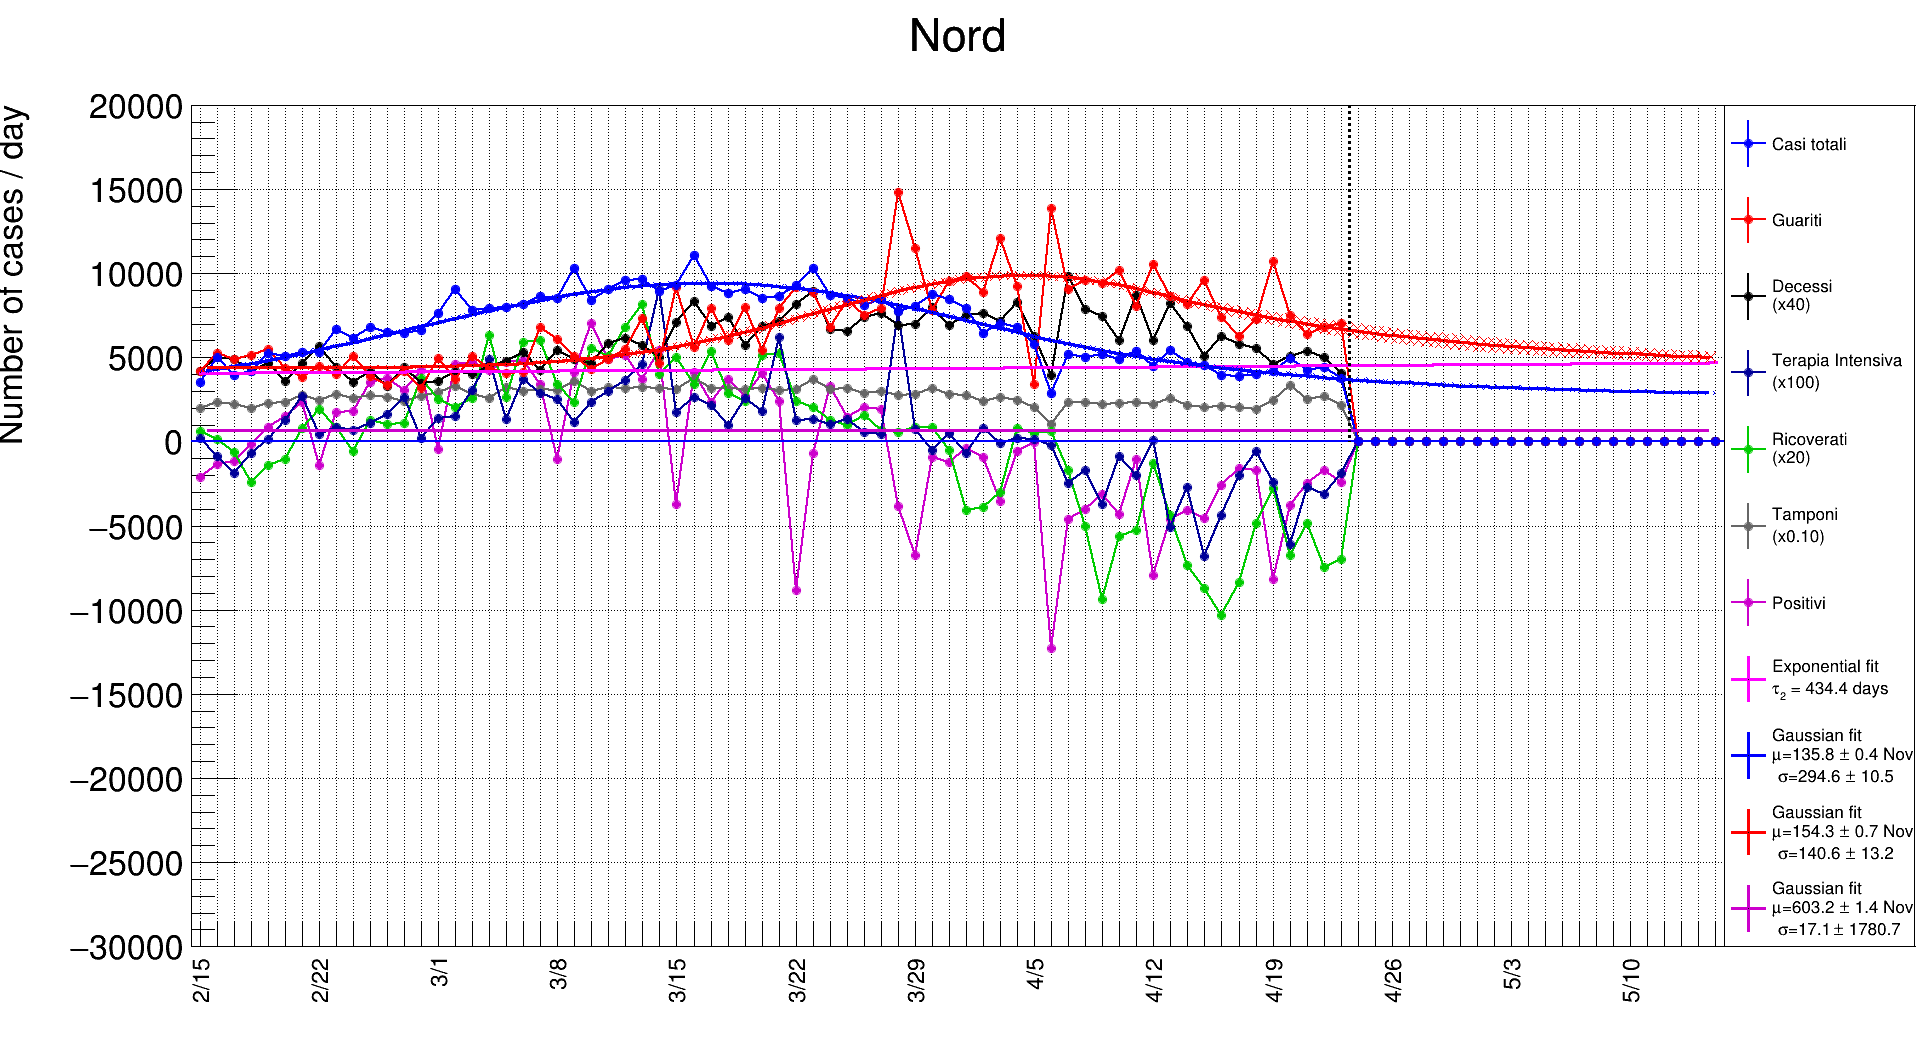 Nord
Number of cases / day
20000
15000
10000
5000
0
−5000
−10000
−15000
−20000
−25000
−30000
2/15
2/22
3/1
3/8
3/15
3/22
3/29
4/5
4/12
4/19
4/26
5/3
5/10
Casi totali
Guariti
Decessi
(x40)
Terapia Intensiva
(x100)
Ricoverati
(x20)
Tamponi
(x0.10)
Positivi
Exponential fit
τ2 = 434.4 days
Gaussian fit
μ=135.8 ± 0.4 Nov
σ=294.6 ± 10.5
Gaussian fit
μ=154.3 ± 0.7 Nov
σ=140.6 ± 13.2
Gaussian fit
μ=603.2 ± 1.4 Nov
σ=17.1 ± 1780.7